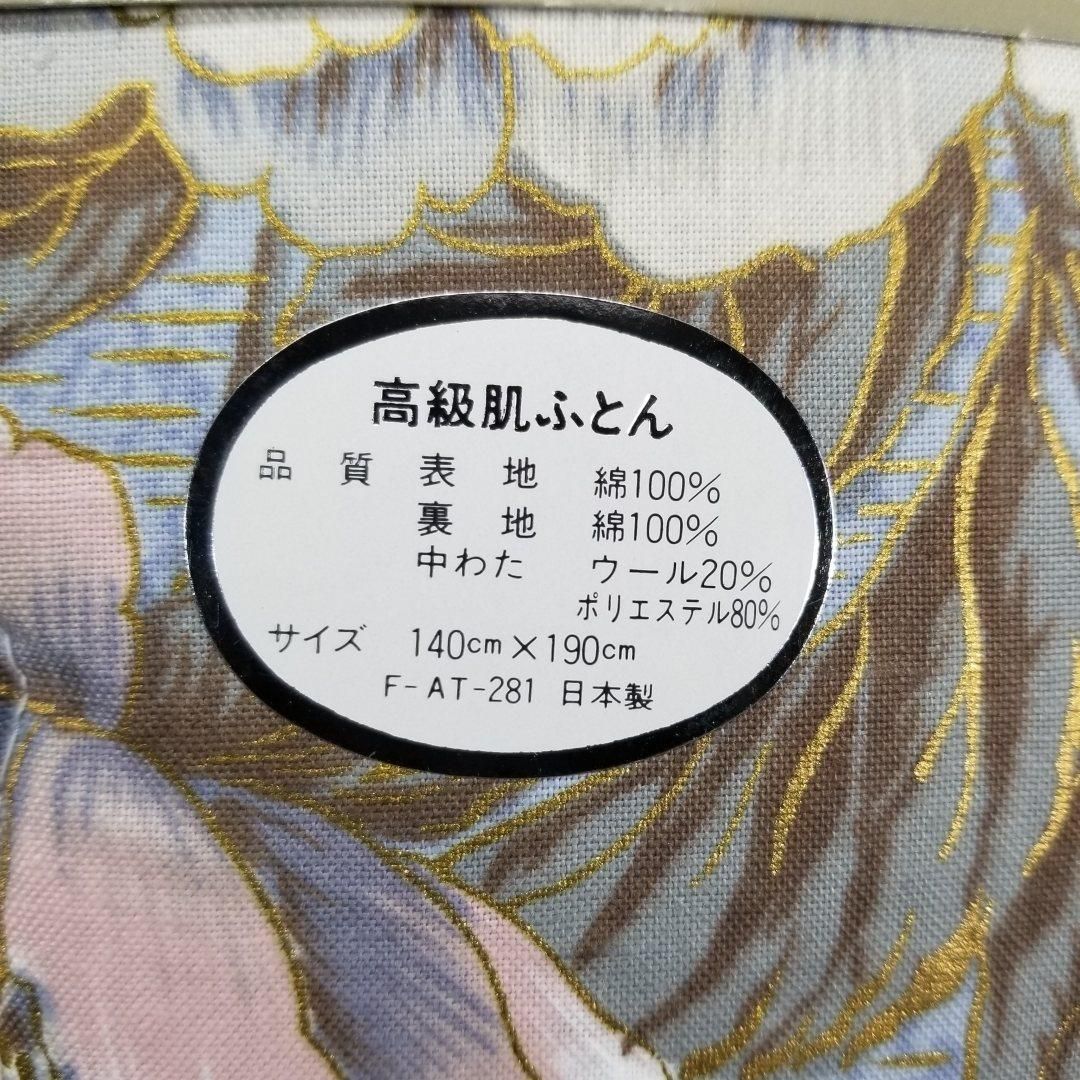 高級肌ふとん
品質 表地 綿100%
裏地 綿100%
中わた ウール20%
ポリエステル80%
サイズ 140cm×190cm
F-AT-281 日本製